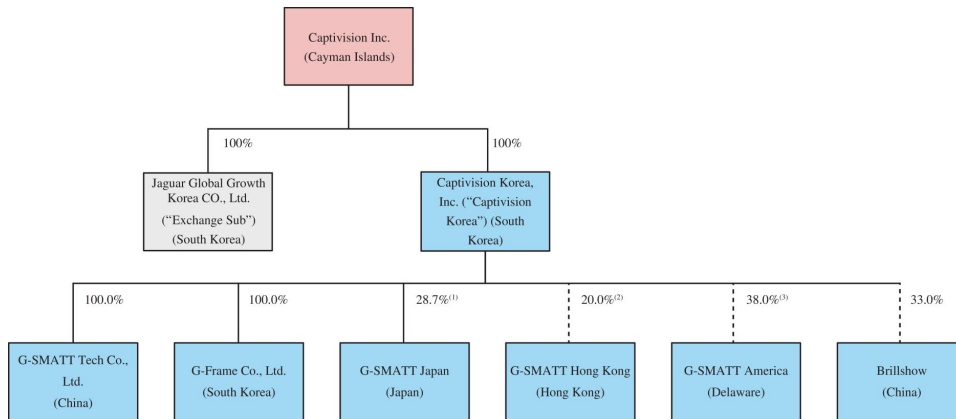 Captivision Inc.
(Cayman Islands)
100%
100%
Jaguar Global Growth
Korea CO., Ltd.
(“Exchange Sub”)
(South Korea)
Captivision Korea,
Inc. (“Captivision
Korea”) (South
Korea)
100.0%
100.0%
28.7%(1)
20.0%(2)
38.0%(3)
33.0%
G-SMATT Tech Co.,
Ltd.
(China)
G-Frame Co., Ltd.
(South Korea)
G-SMATT Japan
(Japan)
G-SMATT Hong Kong
(Hong Kong)
G-SMATT America
(Delaware)
Brillshow
(China)